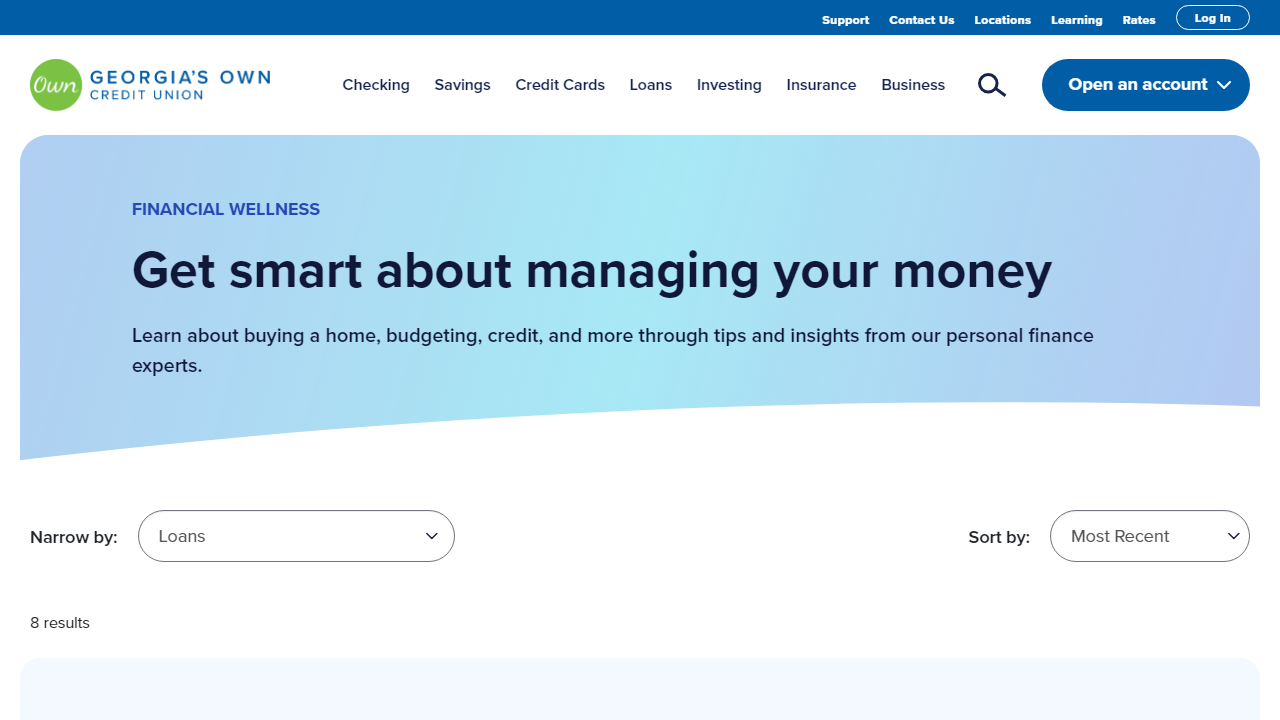 Support Contact Us Locations Learning Rates Log In
Own GEORGIA'S OWN
CREDIT UNION
Checking Savings Credit Cards Loans Investing Insurance Business Open an account
FINANCIAL WELLNESS
Get smart about managing your money
Learn about buying a home, budgeting, credit, and more through tips and insights from our personal finance
experts.
Narrow by: Loans Sort by: Most Recent
8 results